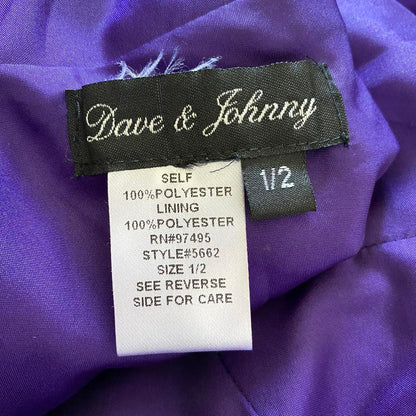 Dave & Johnny
1/2
SELF
100%POLYESTER
LINING
100%POLYESTER
RN#97495
STYLE#5662
SIZE 1/2
SEE REVERSE
SIDE FOR CARE